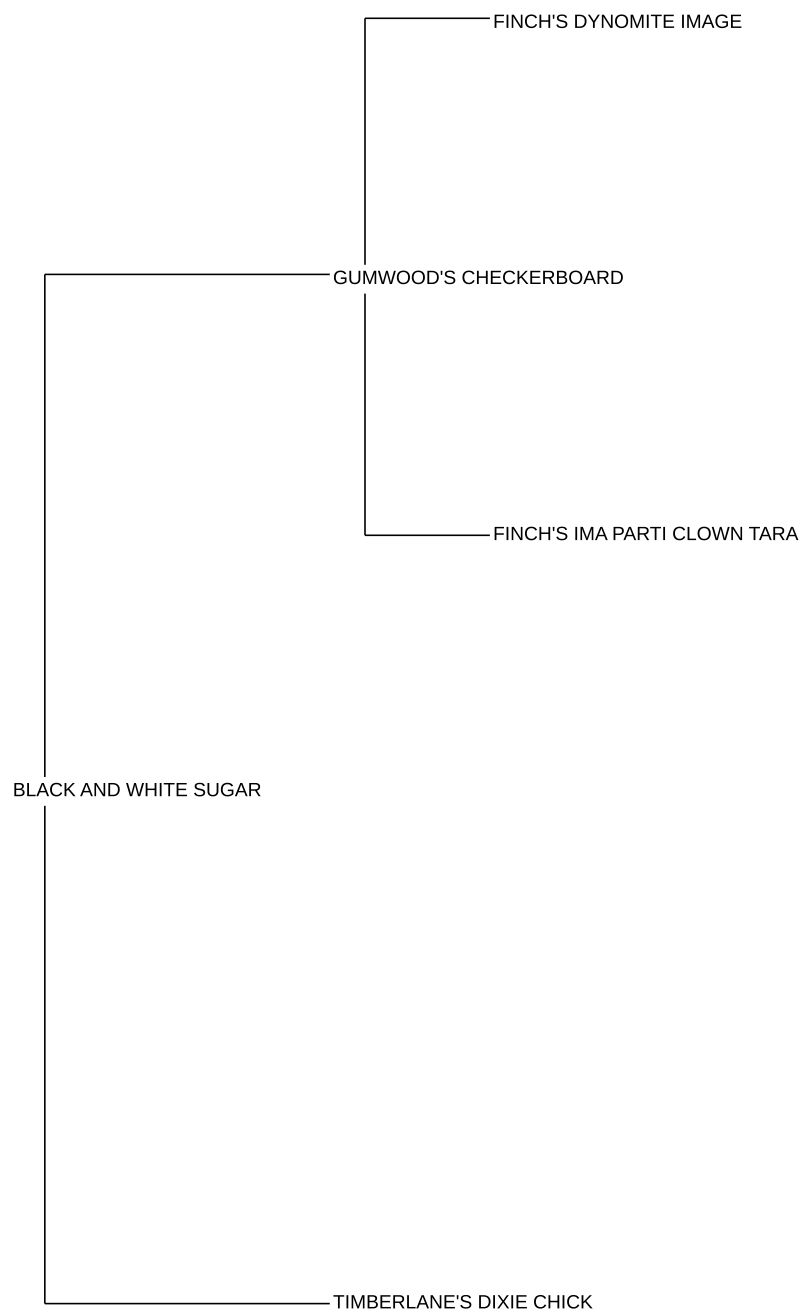 FINCH'S DYNOMITE IMAGE
GUMWOOD'S CHECKERBOARD
FINCH'S IMA PARTI CLOWN TARA
BLACK AND WHITE SUGAR
TIMBERLANE'S DIXIE CHICK